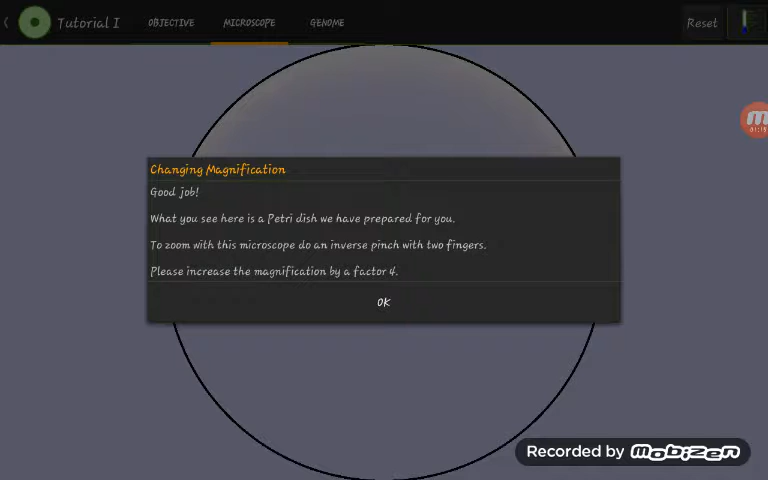 Tutorial I
OBJECTIVE
MICROSCOPE
GENOME
Reset
01:19
Changing Magnification
Good job!
What you see here is a Petri dish we have prepared for you.
To zoom with this microscope do an inverse pinch with two fingers.
Please increase the magnification by a factor 4.
OK
Recorded by mobizen